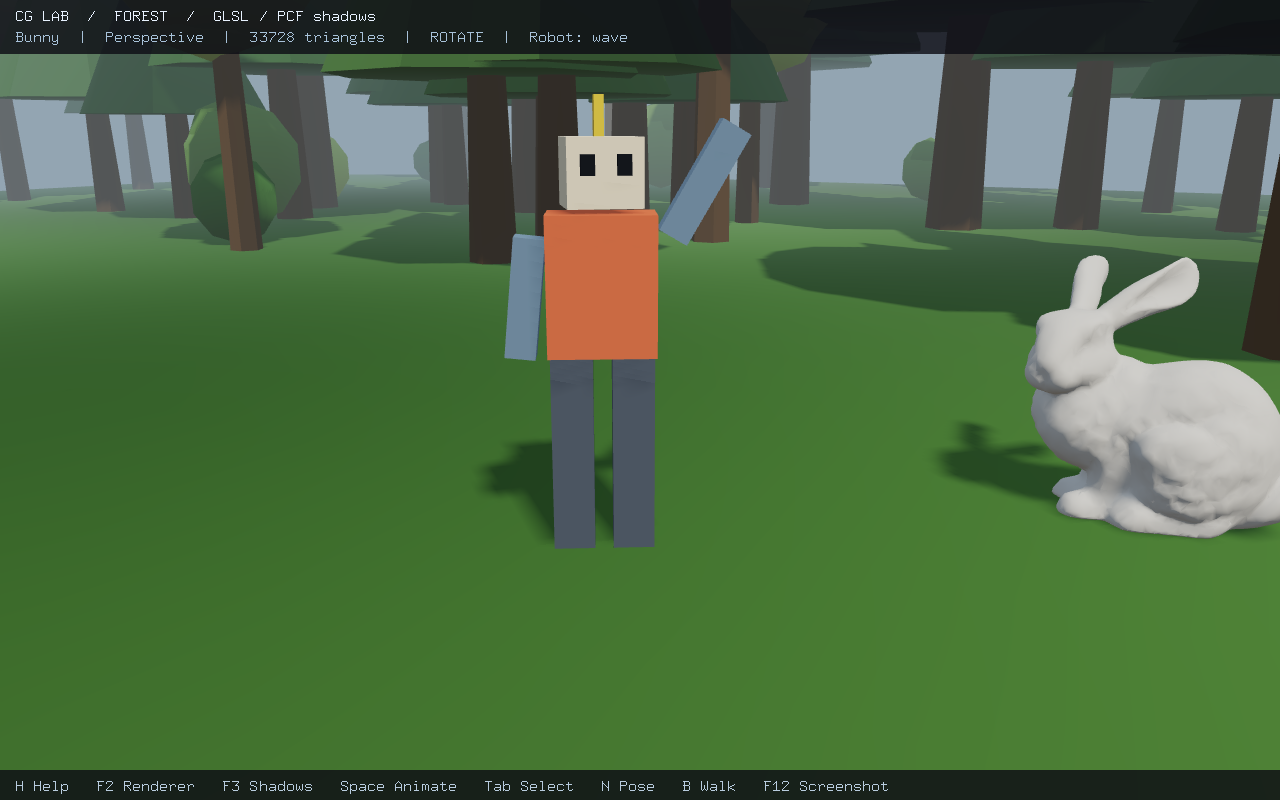 CG LAB / FOREST / GLSL / PCF shadows
Bunny | Perspective | 33728 triangles | ROTATE | Robot: wave
H Help F2 Renderer F3 Shadows Space Animate Tab Select N Pose B Walk F12 Screenshot